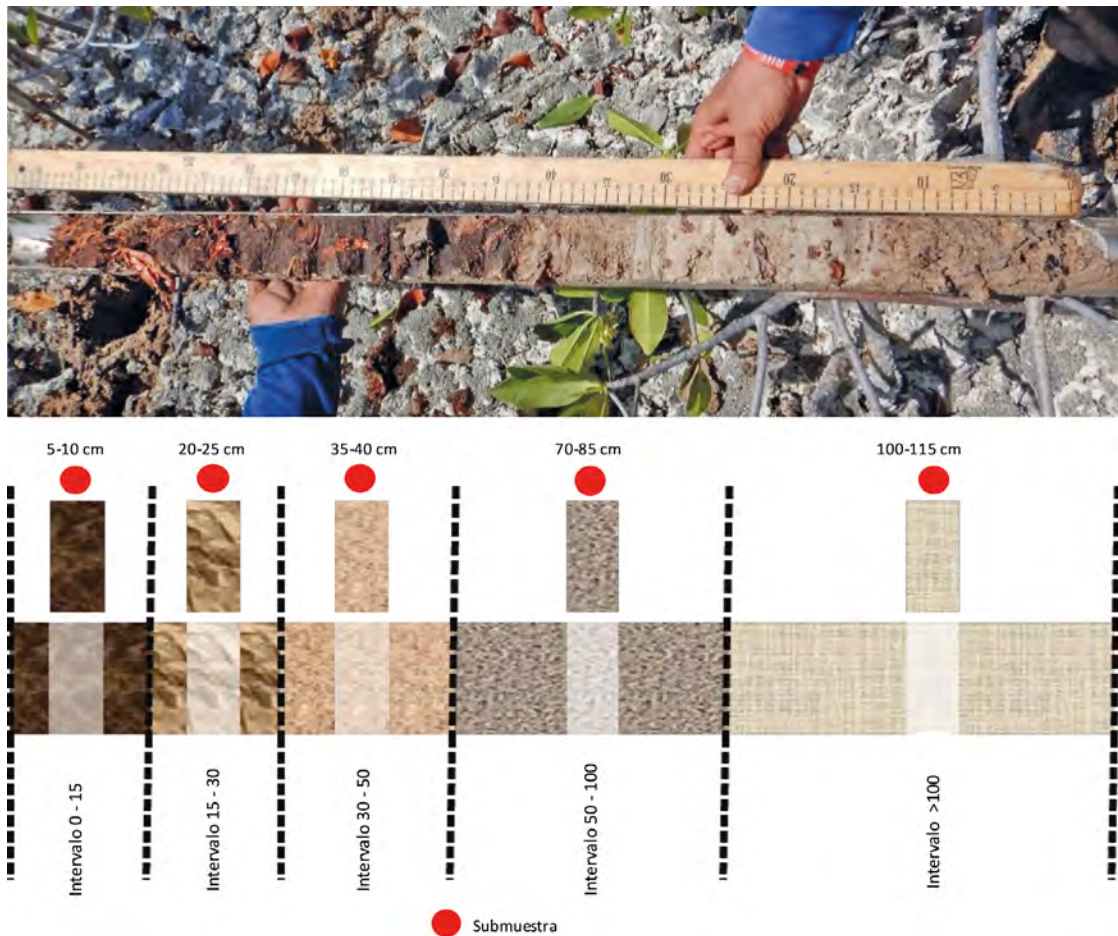 5-10 cm
20-25 cm
35-40 cm
70-85 cm
100-115 cm
Intervalo 0 - 15
Intervalo 15 - 30
Intervalo 30 - 50
Intervalo 50 - 100
Intervalo >100
Submuestra